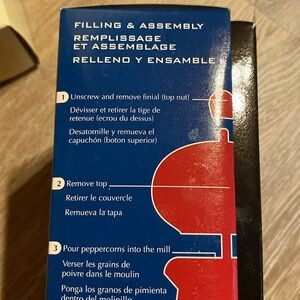 FILLING & ASSEMBLY
REMPLISSAGE
ET ASSEMBLAGE
RELLENO Y ENSAMBLE
1 Unscrew and remove finial (top nut)
Dévisser et retirer la tige de
retenue (ecrou du dessus)
Desatornille y remueva el
capuchón (boton superior)
2 Remove top
Retirer le couvercle
Remueva la tapa
3 Pour peppercorns into the mill
Verser les grains de
poivre dans le moulin
Ponga los granos de pimienta
dentro del molinillo